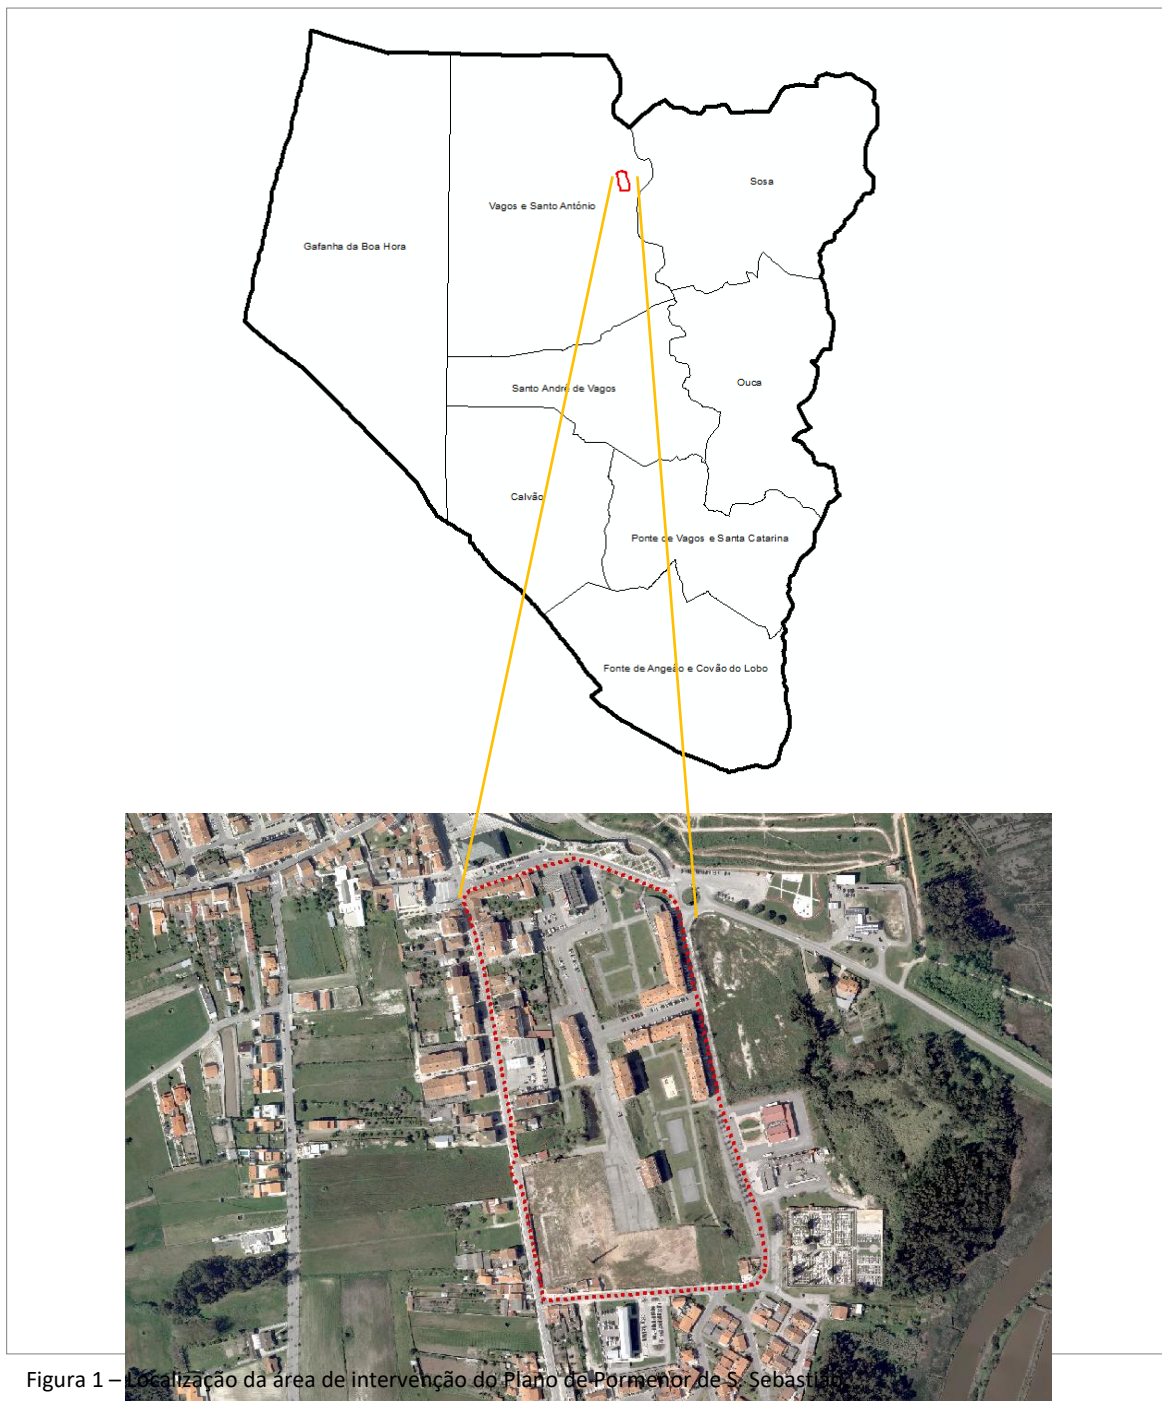 Sosa
Vagos e Santo António
Gafanha da Boa Hora
Ouca
Santo André de Vagos
Calvão
Ponte de Vagos e Santa Catarina
Fonte de Angeão e Covão do Lobo
Figura 1 – Localização da área de intervenção do Plano de Pormenor de S. Sebastião